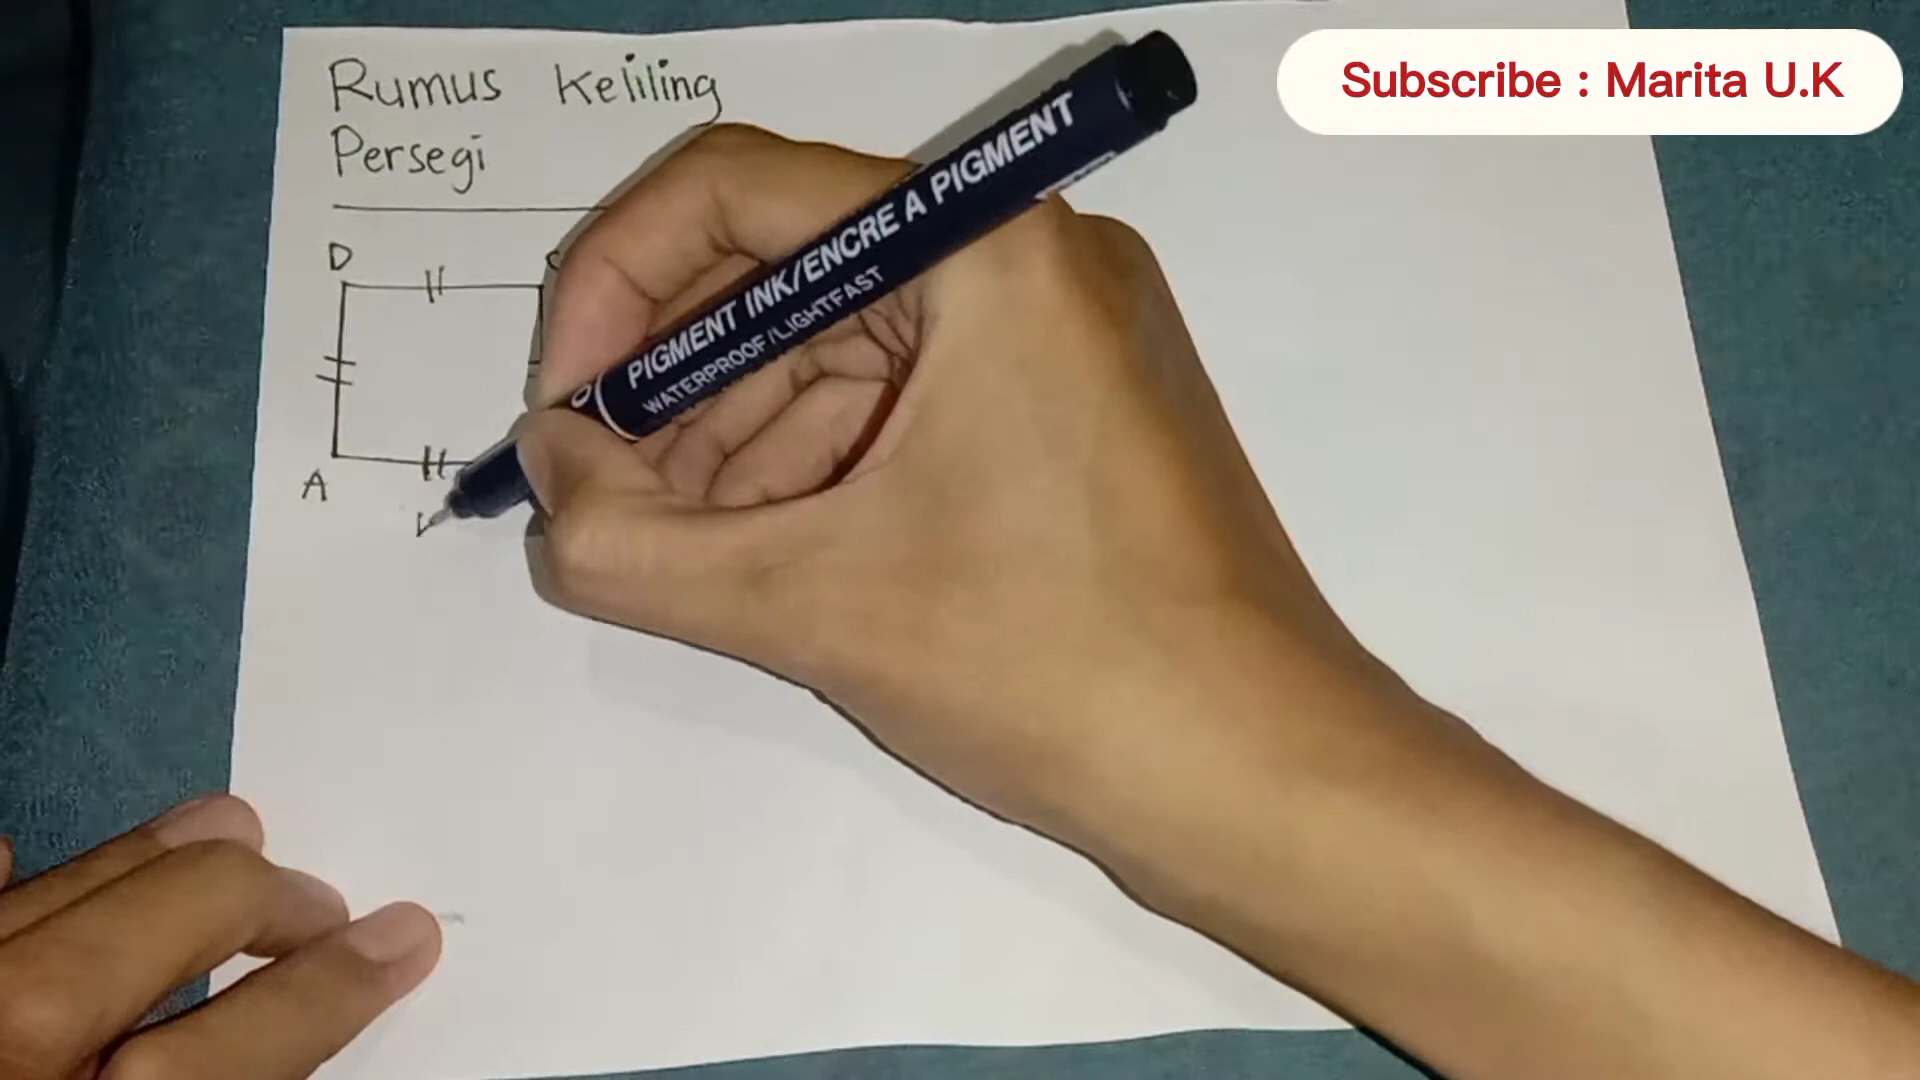 Subscribe : Marita U.K
Rumus Keliling
Persegi
D
A
PIGMENT INK/ENCRE A PIGMENT
WATERPROOF/LIGHTFAST